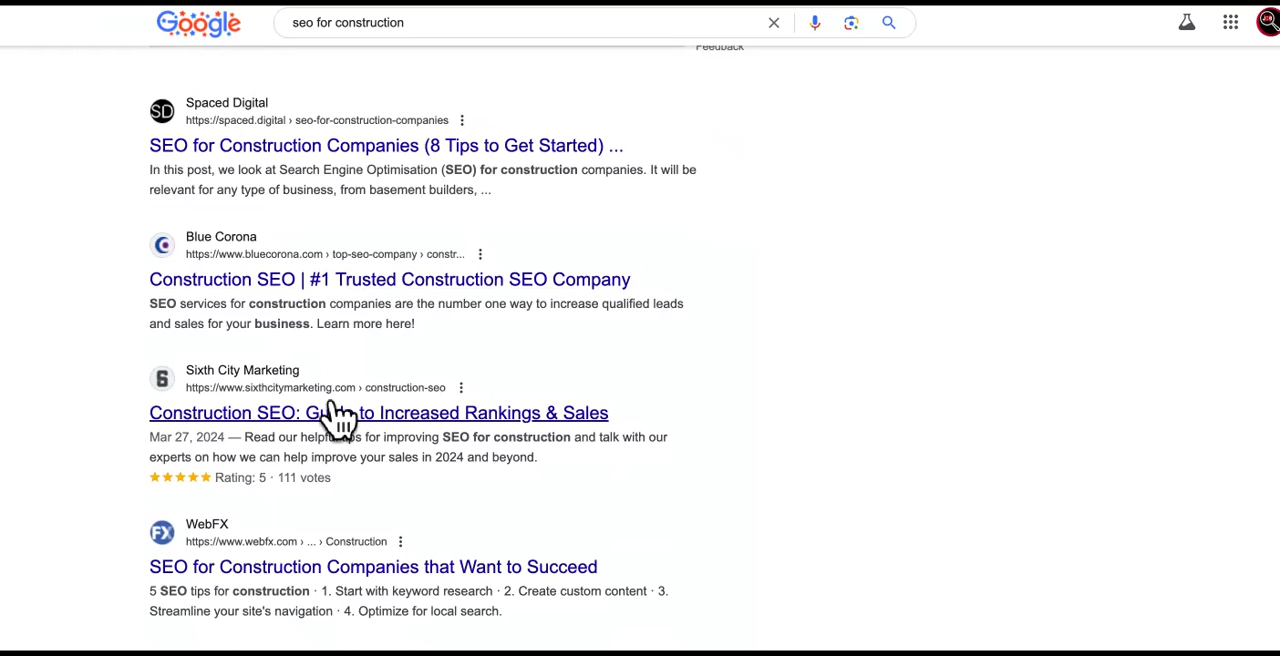 Google
seo for construction
Feedback
SD
Spaced Digital
https://spaced.digital › seo-for-construction-companies
SEO for Construction Companies (8 Tips to Get Started) ...
In this post, we look at Search Engine Optimisation (SEO) for construction companies. It will be
relevant for any type of business, from basement builders, ...
Blue Corona
https://www.bluecorona.com › top-seo-company › constr...
Construction SEO | #1 Trusted Construction SEO Company
SEO services for construction companies are the number one way to increase qualified leads
and sales for your business. Learn more here!
6
Sixth City Marketing
https://www.sixthcitymarketing.com › construction-seo
Construction SEO: to Increased Rankings & Sales
Mar 27, 2024 — Read our for improving SEO for construction and talk with our
experts on how we can help improve your sales in 2024 and beyond.
Rating: 5 · 111 votes
FX
WebFX
https://www.webfx.com › ... › Construction
SEO for Construction Companies that Want to Succeed
5 SEO tips for construction · 1. Start with keyword research · 2. Create custom content · 3.
Streamline your site's navigation · 4. Optimize for local search.